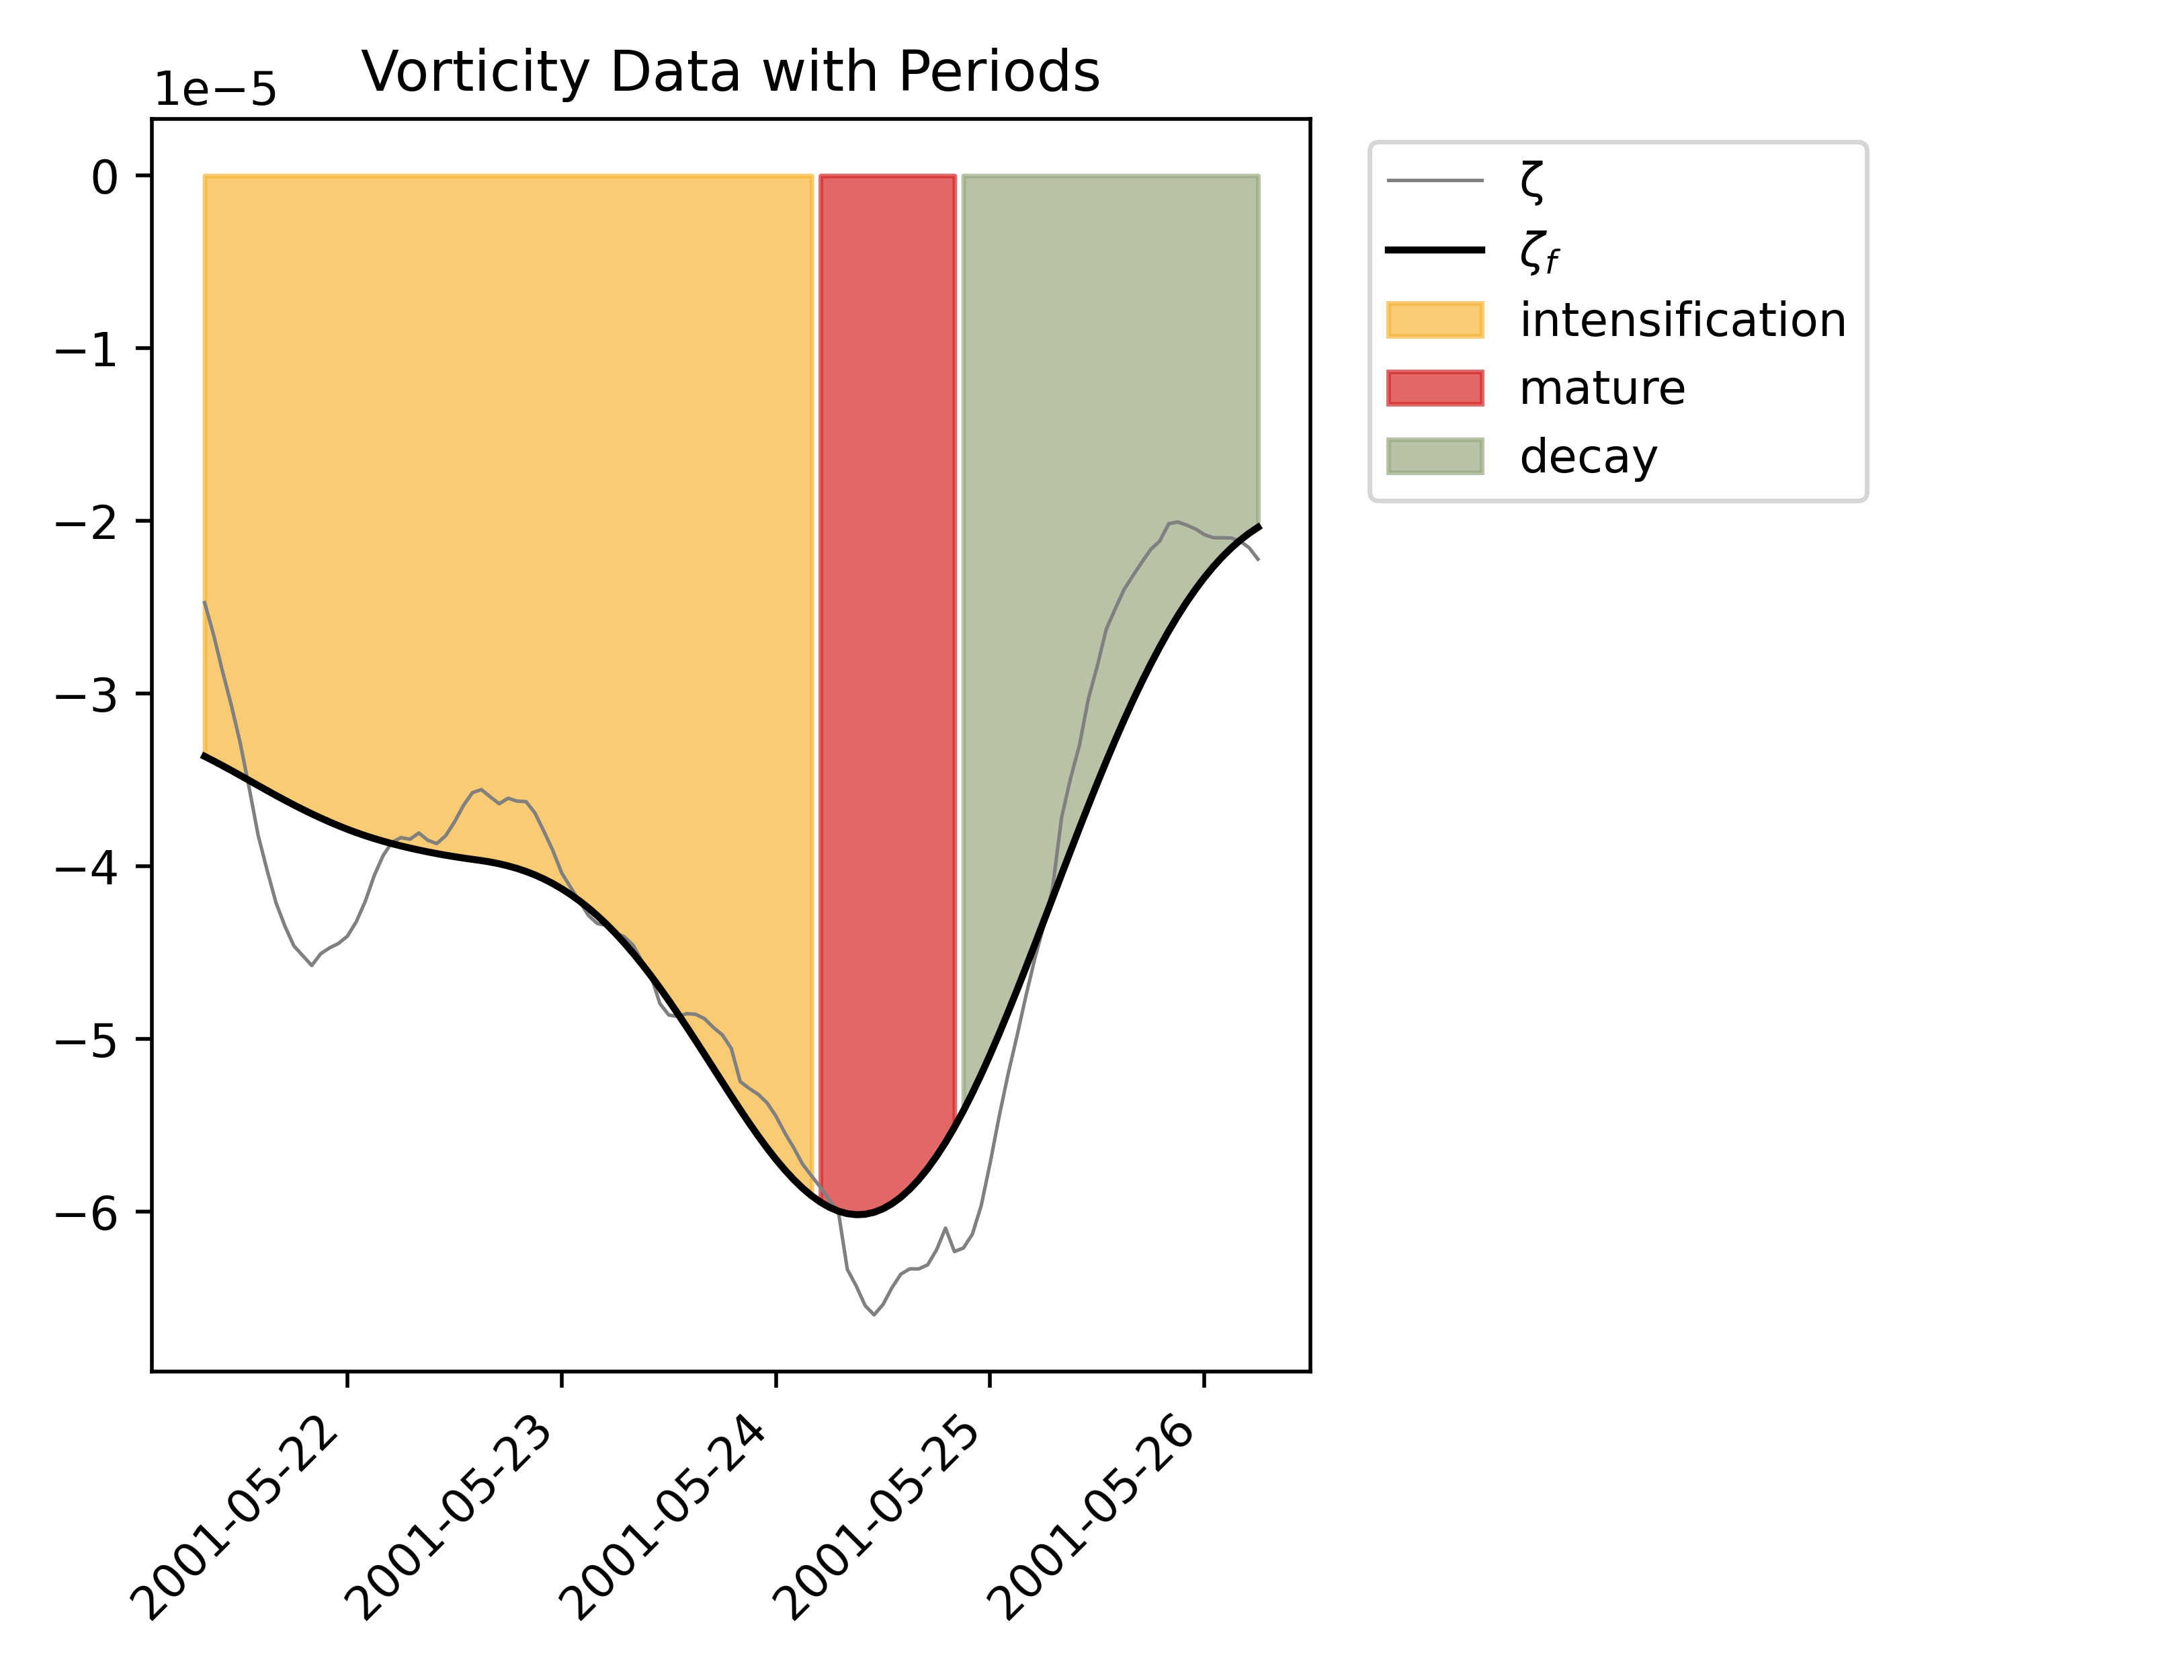 Vorticity Data with Periods
1e−5
0
−1
−2
−3
−4
−5
−6
2001-05-22
2001-05-23
2001-05-24
2001-05-25
2001-05-26
ζ
ζf
intensification
mature
decay